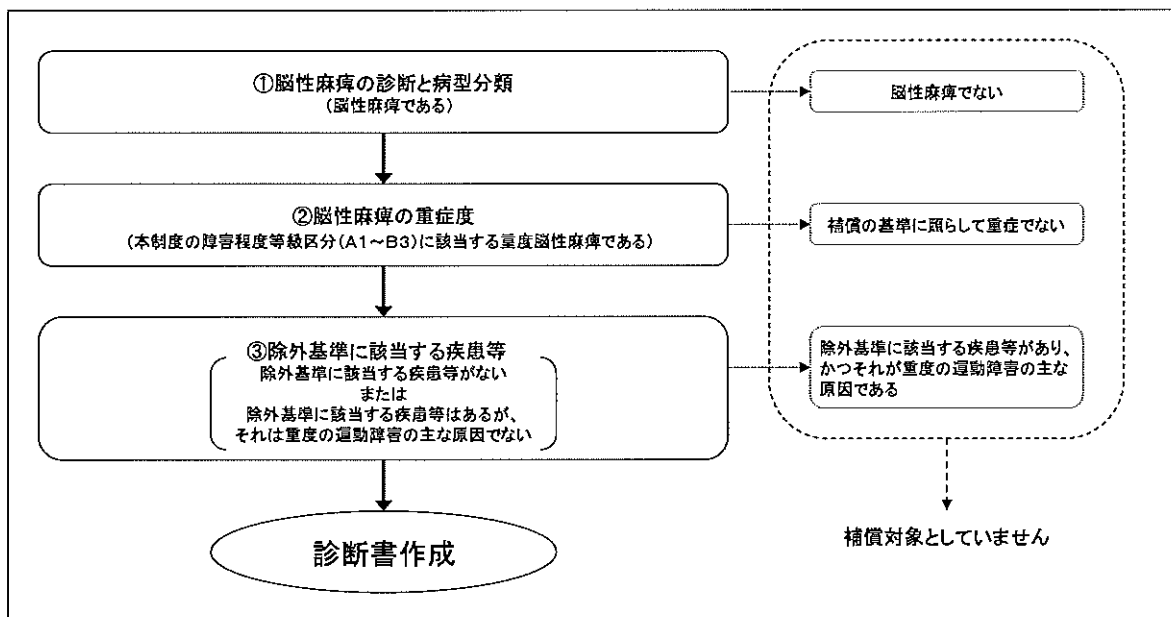 ①脳性麻痺の診断と病型分類
(脳性麻痺である)
脳性麻痺でない
②脳性麻痺の重症度
(本制度の障害程度等級区分(A1~B3)に該当する重度脳性麻痺である)
補償の基準に照らして重症でない
③除外基準に該当する疾患等
除外基準に該当する疾患等がない
または
除外基準に該当する疾患等はあるが、
それは重度の運動障害の主な原因でない
除外基準に該当する疾患等があり、
かつそれが重度の運動障害の主な
原因である
診断書作成
補償対象としていません